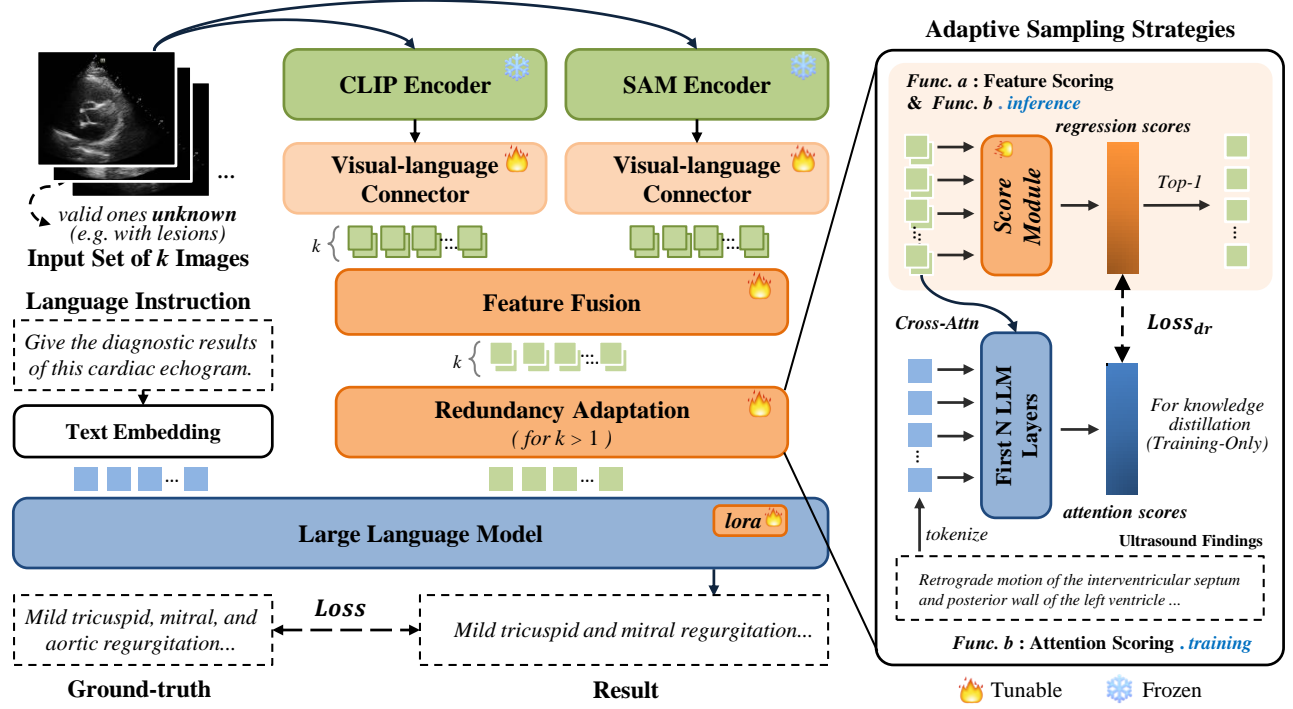 CLIP Encoder
SAM Encoder
Visual-language
Connector
Visual-language
Connector
...
valid ones unknown
(e.g. with lesions)
Input Set of k Images
k
k
Feature Fusion
Language Instruction
Give the diagnostic results
of this cardiac echogram.
Text Embedding
Redundancy Adaptation
( for k > 1 )
Large Language Model
lora
Mild tricuspid, mitral, and
aortic regurgitation...
Loss
Mild tricuspid and mitral regurgitation...
Ground-truth
Result
Adaptive Sampling Strategies
Func. a : Feature Scoring
& Func. b . inference
regression scores
Score
Module
Top-1
Cross-Attn
Loss_dr
First N LLM
Layers
For knowledge
distillation
(Training-Only)
attention scores
tokenize
Ultrasound Findings
Retrograde motion of the interventricular septum
and posterior wall of the left ventricle ...
Func. b : Attention Scoring . training
Tunable
Frozen